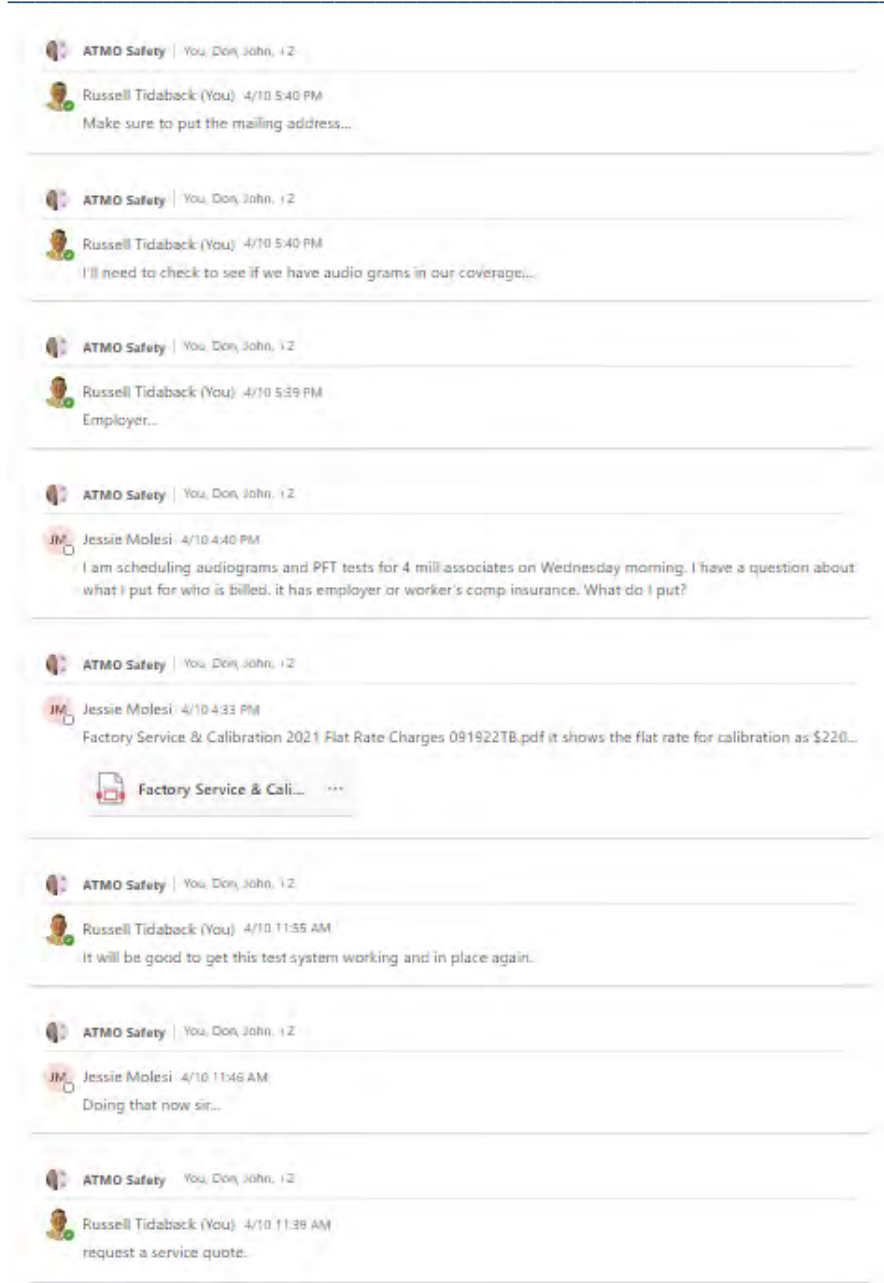 ATMO Safety | You, Don, John, +2
Russell Tidaback (You) 4/10 5:40 PM
Make sure to put the mailing address...
ATMO Safety | You, Don, John, +2
Russell Tidaback (You) 4/10 5:40 PM
I'll need to check to see if we have audio grams in our coverage....
ATMO Safety | You, Don, John, +2
Russell Tidaback (You) 4/10 5:39 PM
Employer...
ATMO Safety | You, Don, John, +2
JM Jessie Molesi 4/10 4:40 PM
I am scheduling audiograms and PFT tests for 4 mill associates on Wednesday morning. I have a question about
what I put for who is billed. it has employer or worker's comp insurance. What do I put?
ATMO Safety | You, Don, John, +2
JM Jessie Molesi 4/10 4:33 PM
Factory Service & Calibration 2021 Flat Rate Charges 091922TB.pdf it shows the flat rate for calibration as $220...
Factory Service & Cali... ...
ATMO Safety | You, Don, John, +2
Russell Tidaback (You) 4/10 11:55 AM
It will be good to get this test system working and in place again.
ATMO Safety | You, Don, John, +2
JM Jessie Molesi 4/10 11:46 AM
Doing that now sir...
ATMO Safety You, Don, John, +2
Russell Tidaback (You) 4/10 11:39 AM
request a service quote.